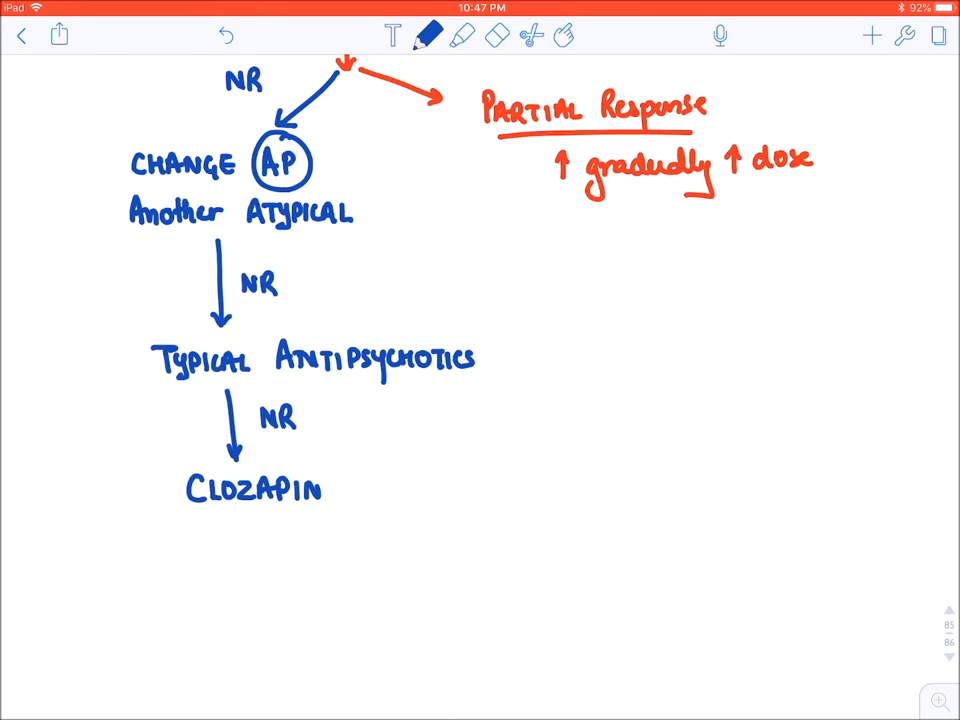 iPad 10:47 PM 92%
T
NR
PARTIAL Response
CHANGE AP
↑ gradually ↑ dose
Another ATYPICAL
NR
TYPICAL ANTIPSYCHOTICS
NR
CLOZAPIN
85
86